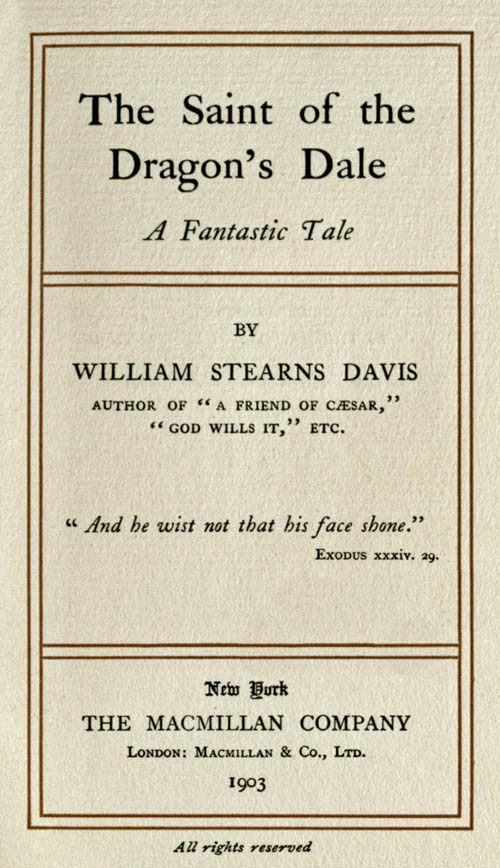 The Saint of the
Dragon's Dale
A Fantastic Tale
BY
WILLIAM STEARNS DAVIS
AUTHOR OF “A FRIEND OF CÆSAR,”
“GOD WILLS IT,” ETC.
“And he wist not that his face shone.”
EXODUS xxxiv. 29.
New York
THE MACMILLAN COMPANY
LONDON: MACMILLAN & CO., LTD.
1903
All rights reserved